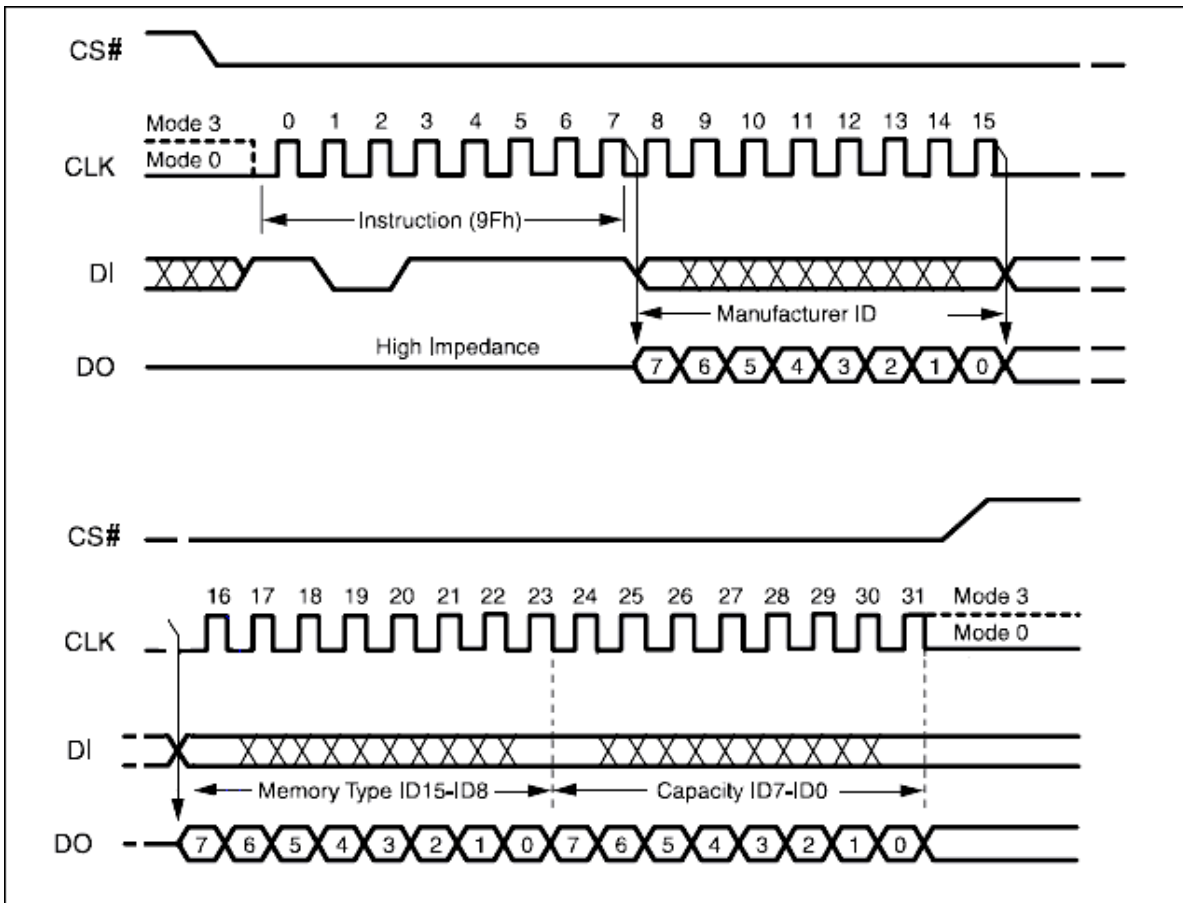 CS#
Mode 3
0 1 2 3 4 5 6 7 8 9 10 11 12 13 14 15
CLK
Mode 0
Instruction (9Fh)
DI
Manufacturer ID
High Impedance
DO
7 6 5 4 3 2 1 0
CS#
16 17 18 19 20 21 22 23 24 25 26 27 28 29 30 31
Mode 3
CLK
Mode 0
DI
Memory Type ID15-ID8 Capacity ID7-ID0
DO
7 6 5 4 3 2 1 0 7 6 5 4 3 2 1 0